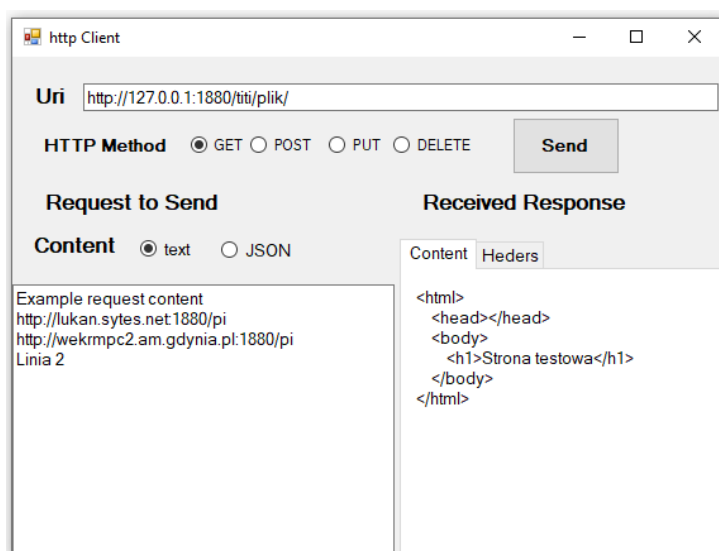 http Client
Uri http://127.0.0.1:1880/titi/plik/
HTTP Method GET POST PUT DELETE Send
Request to Send
Content text JSON
Example request content
http://lukan.sytes.net:1880/pi
http://wekrmpc2.am.gdynia.pl:1880/pi
Linia 2
Received Response
Content Heders
<html>
<head></head>
<body>
<h1>Strona testowa</h1>
</body>
</html>